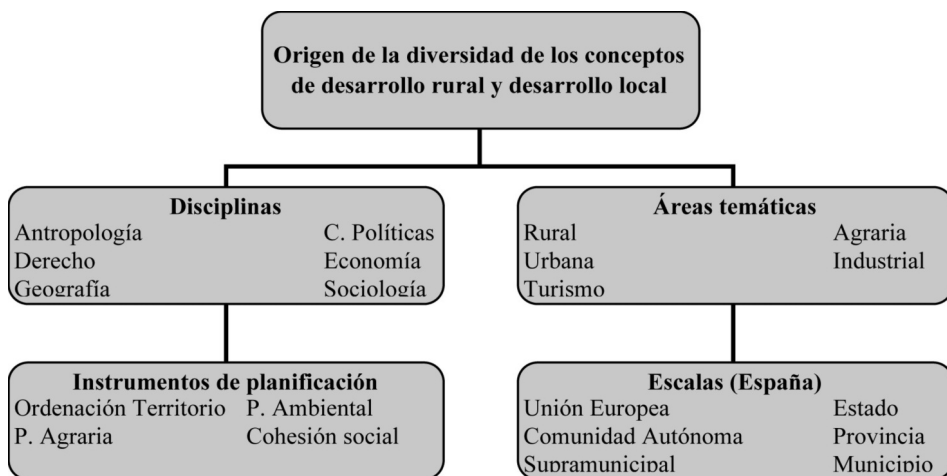 Origen de la diversidad de los conceptos
de desarrollo rural y desarrollo local
Disciplinas
Antropología C. Políticas
Derecho Economía
Geografía Sociología
Áreas temáticas
Rural Agraria
Urbana Industrial
Turismo
Instrumentos de planificación
Ordenación Territorio P. Ambiental
P. Agraria Cohesión social
Escalas (España)
Unión Europea Estado
Comunidad Autónoma Provincia
Supramunicipal Municipio